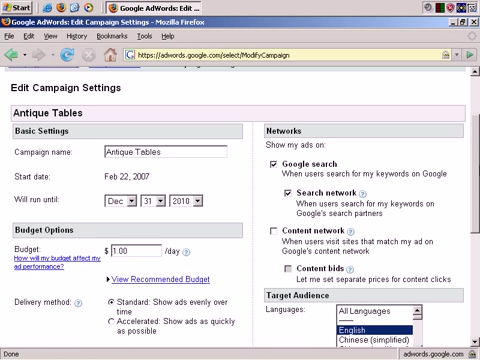 Start
Google AdWords: Edi...
Google AdWords: Edit Campaign Settings - Mozilla Firefox
File Edit View History Bookmarks Tools Help
https://adwords.google.com/select/ModifyCampaign
Edit Campaign Settings
Antique Tables
Basic Settings
Campaign name: Antique Tables
Start date: Feb 22, 2007
Will run until: Dec 31 2010
Budget Options
Budget: $ 1.00 /day ?
How will my budget affect my
ad performance?
View Recommended Budget
Delivery method: ? Standard: Show ads evenly over
time
Accelerated: Show ads as quickly
as possible
Networks
Show my ads on:
Google search
When users search for my keywords on Google
Search network ?
When users search for my keywords on
Google's search partners
Content network ?
When users visit sites that match my ad on
Google's content network
Content bids ?
Let me set separate prices for content clicks
Target Audience
Languages: All Languages
-----
English
Chinese (simplified)
Done
adwords.google.com